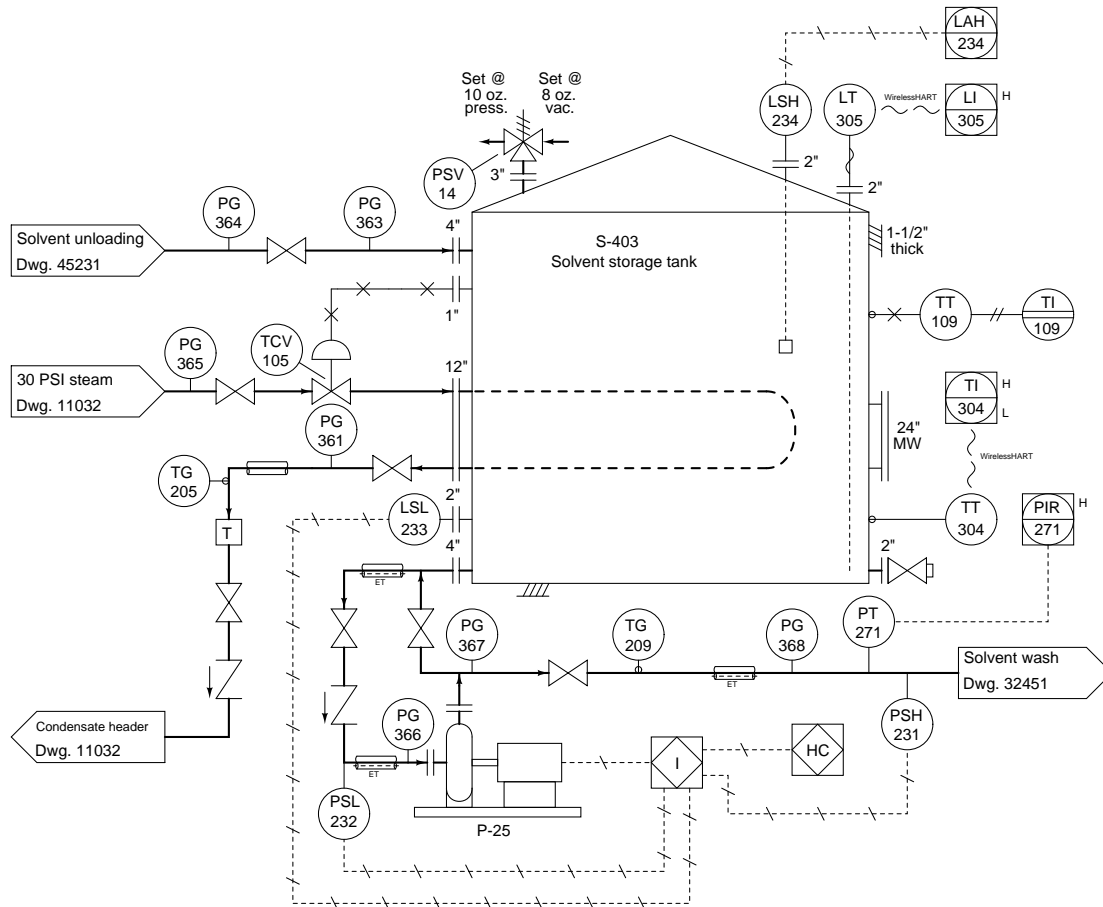 LAH
234
Set @
10 oz.
press.
Set @
8 oz.
vac.
LSH
234
LT
305
WirelessHART
LI
305
H
2"
2"
3"
PSV
14
PG
364
PG
363
4"
Solvent unloading
Dwg. 45231
S-403
Solvent storage tank
1-1/2"
thick
1"
TT
109
TI
109
PG
365
TCV
105
12"
30 PSI steam
Dwg. 11032
TI
304
H
L
PG
361
24"
MW
WirelessHART
TG
205
2"
LSL
233
TT
304
PIR
271
H
T
4"
2"
ET
PG
367
TG
209
PG
368
PT
271
Solvent wash
Dwg. 32451
ET
Condensate header
Dwg. 11032
PG
366
PSH
231
I
HC
ET
PSL
232
P-25